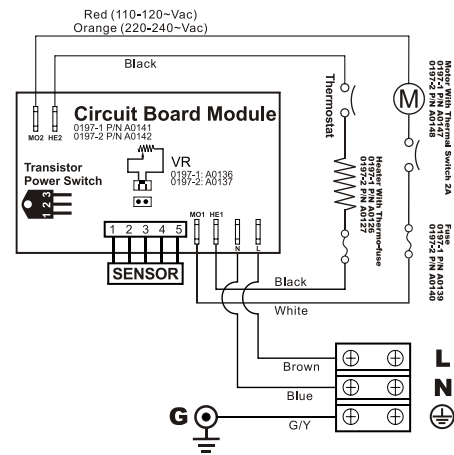 Red (110-120~Vac)
Orange (220-240~Vac)
Black
MO2 HE2
Circuit Board Module
0197-1 P/N A0141
0197-2 P/N A0142
VR
0197-1: A0136
0197-2: A0137
Transistor
Power Switch
1 2 3
1 2 3 4 5
SENSOR
MO1 HE1 N L
Thermostat
Heater With Thermo-fuse
0197-1 P/N A0126
0197-2 P/N A0127
M
Motor With Thermal Switch 2A
0197-1 P/N A0147
0197-2 P/N A0148
Fuse
0197-1 P/N A0139
0197-2 P/N A0140
Black
White
Brown
Blue
G/Y
G
L
N